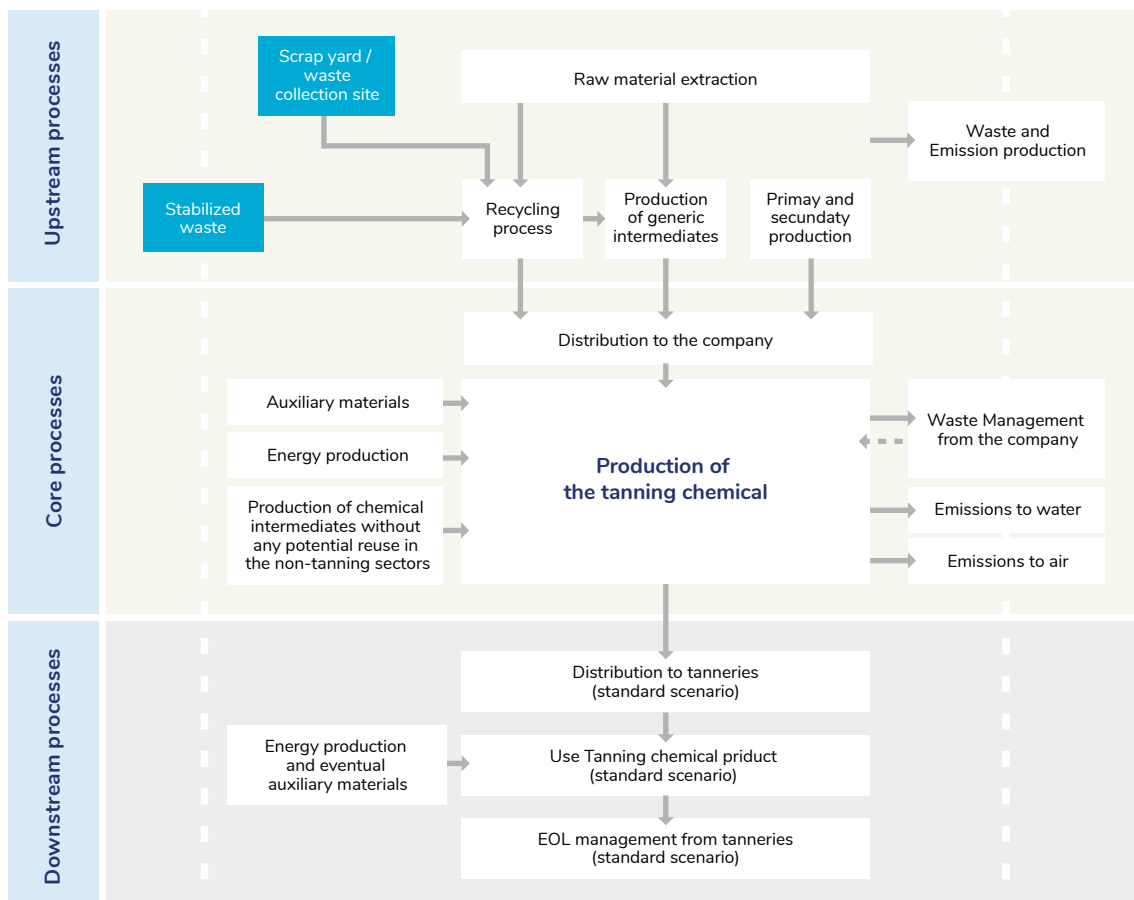 Upstream processes
Scrap yard /
waste
collection site
Raw material extraction
Waste and
Emission production
Stabilized
waste
Recycling
process
Production
of generic
intermediates
Primay and
secundaty
production
Core processes
Distribution to the company
Auxiliary materials
Energy production
Production of chemical
intermediates without
any potential reuse in
the non-tanning sectors
Production of
the tanning chemical
Waste Management
from the company
Emissions to water
Emissions to air
Downstream processes
Distribution to tanneries
(standard scenario)
Energy production
and eventual
auxiliary materials
Use Tanning chemical priduct
(standard scenario)
EOL management from tanneries
(standard scenario)